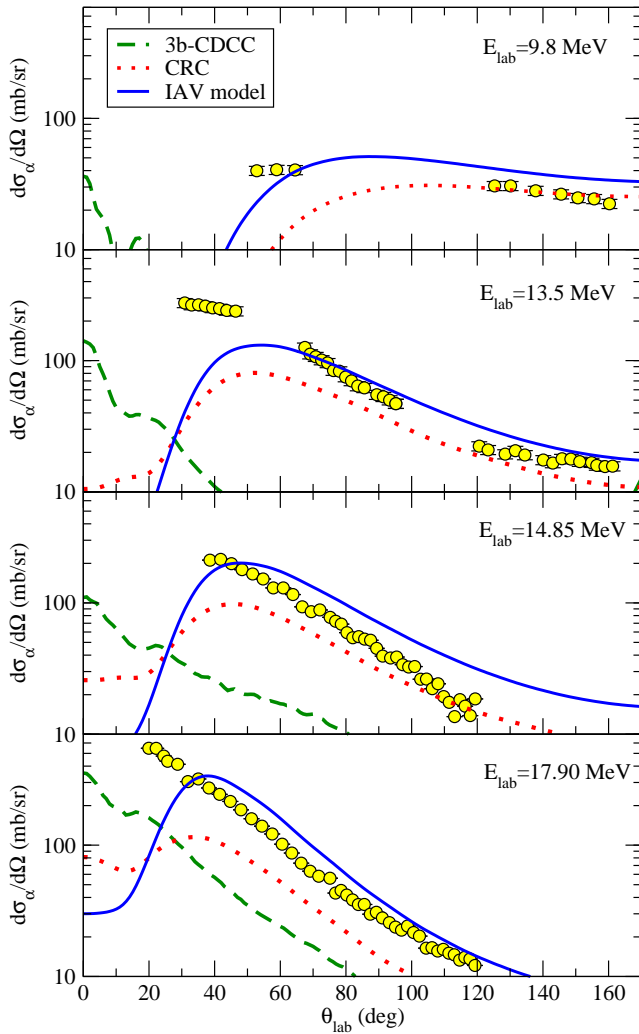 3b-CDCC
CRC
IAV model
E_lab=9.8 MeV
dσ_α/dΩ (mb/sr)
100
10
E_lab=13.5 MeV
dσ_α/dΩ (mb/sr)
100
10
E_lab=14.85 MeV
dσ_α/dΩ (mb/sr)
100
10
E_lab=17.90 MeV
dσ_α/dΩ (mb/sr)
100
10
0 20 40 60 80 100 120 140 160
θ_lab (deg)